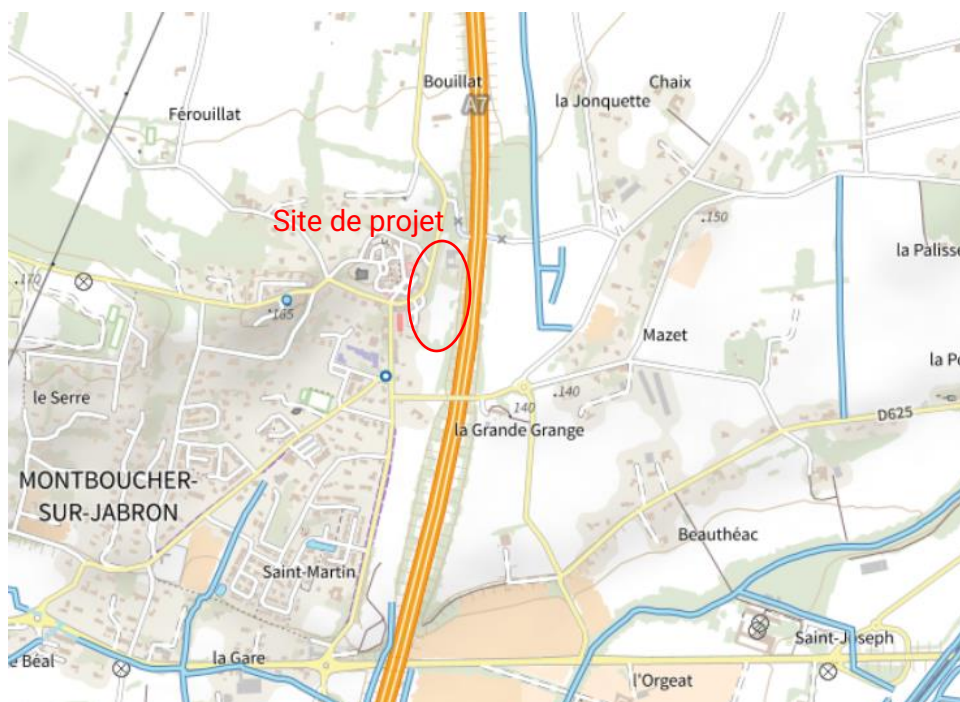 Bouillat
Chaix
A7
la Jonquette
Férouillat
Site de projet
.150
la Palisse
.170
.165
Mazet
la Po
le Serre
140
.140
D625
la Grande Grange
MONTBOUCHER-
SUR-JABRON
Beauthéac
Saint-Martin
Saint-Joseph
e Béal
la Gare
l'Orgeat